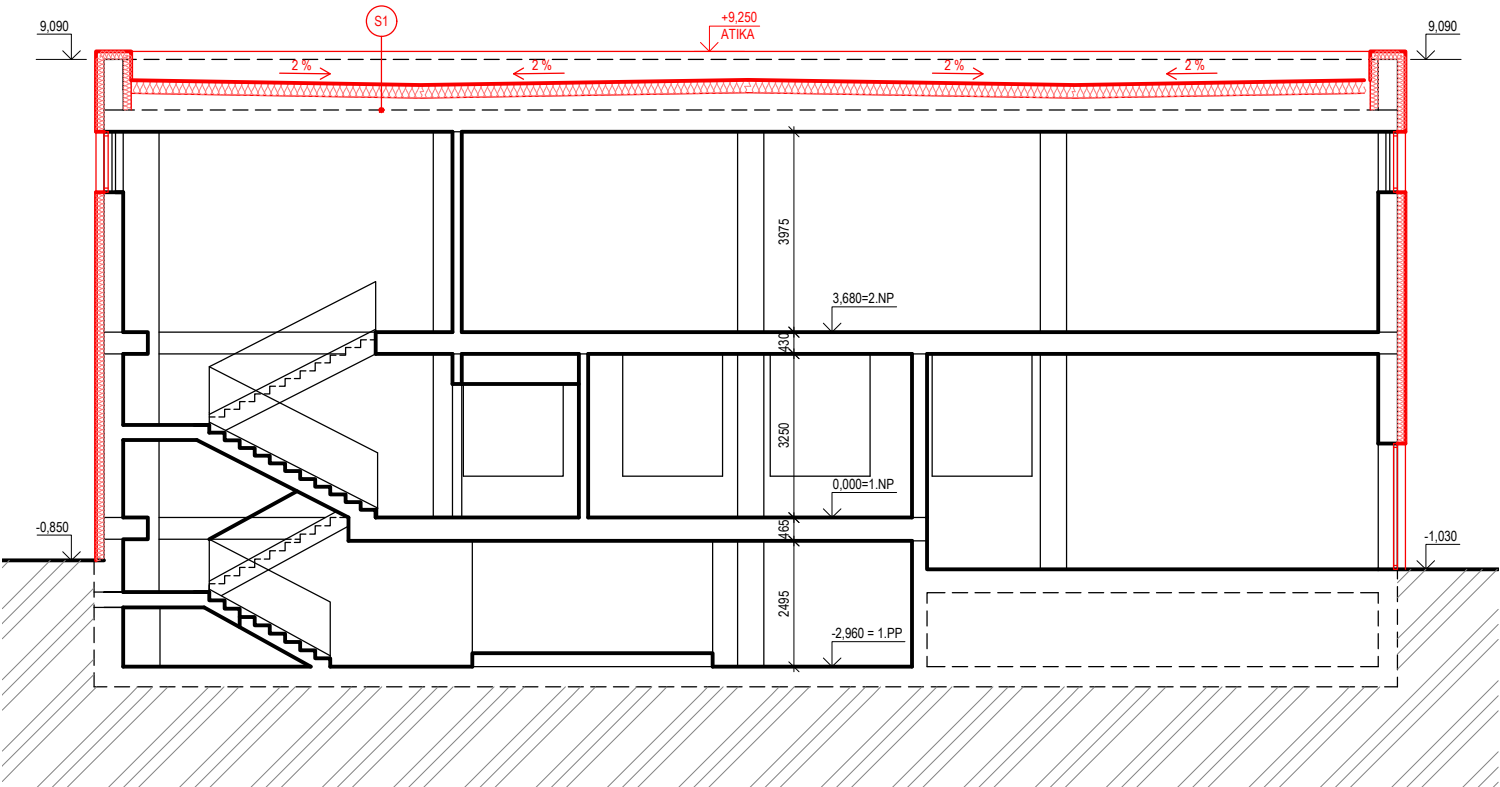 S1
+9,250
ATIKA
9,090
9,090
2 %
2 %
2 %
2 %
3975
3,680=2.NP
430
3250
0,000=1.NP
465
-0,850
-1,030
2495
-2,960 = 1.PP